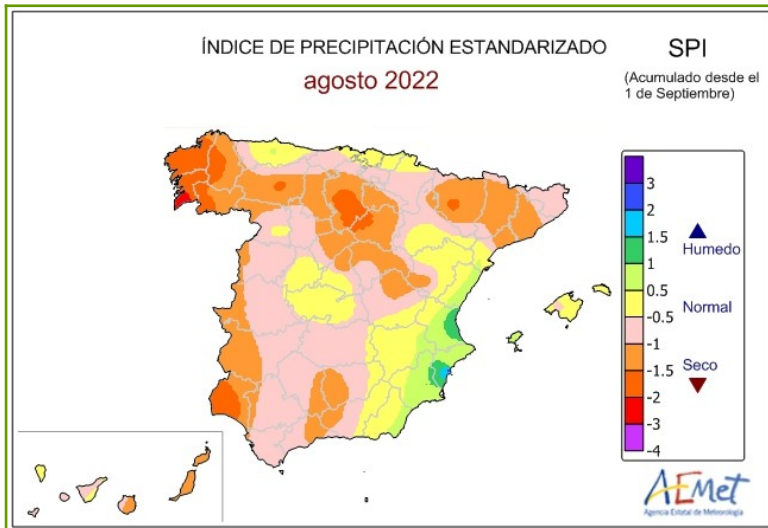 ÍNDICE DE PRECIPITACIÓN ESTANDARIZADO
agosto 2022
SPI
(Acumulado desde el
1 de Septiembre)
3
2
1.5
1
0.5
-0.5
-1
-1.5
-2
-3
-4
Humedo
Normal
Seco
AEMet
Agencia Estatal de Meteorología